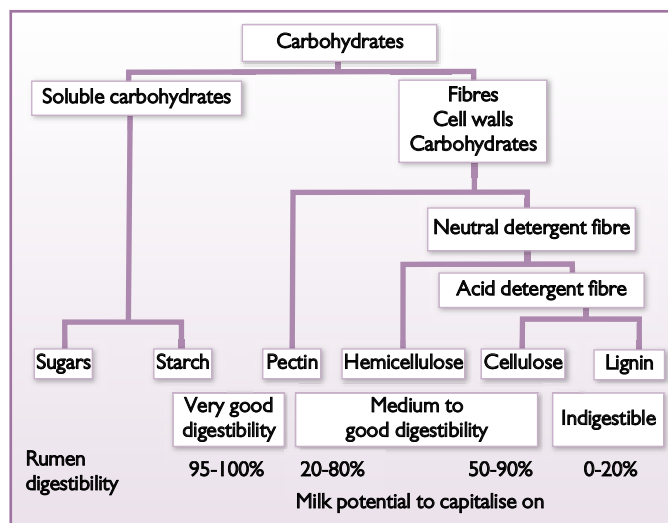 Carbohydrates
Soluble carbohydrates
Fibres
Cell walls
Carbohydrates
Neutral detergent fibre
Acid detergent fibre
Sugars Starch Pectin Hemicellulose Cellulose Lignin
Very good
digestibility
Medium to
good digestibility
Indigestible
Rumen
digestibility
95-100% 20-80% 50-90% 0-20%
Milk potential to capitalise on